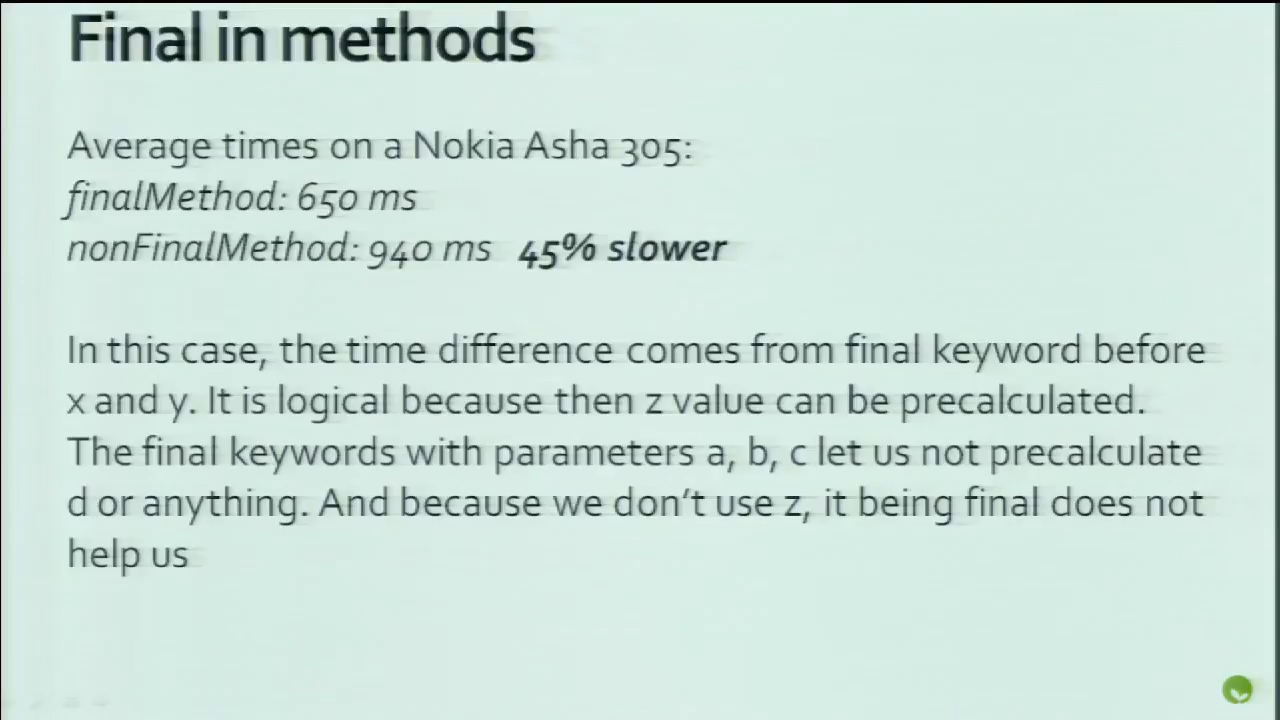 Final in methods
Average times on a Nokia Asha 305:
finalMethod: 650 ms
nonFinalMethod: 940 ms 45% slower
In this case, the time difference comes from final keyword before
x and y. It is logical because then z value can be precalculated.
The final keywords with parameters a, b, c let us not precalculate
d or anything. And because we don’t use z, it being final does not
help us